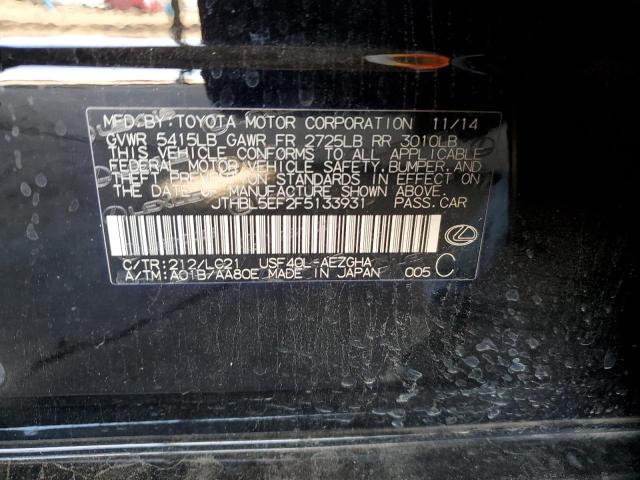 MFD.BY:TOYOTA MOTOR CORPORATION 11/14
GVWR 5415LB GAWR FR 2725LB RR 3010LB
THIS VEHICLE CONFORMS TO ALL APPLICABLE
FEDERAL MOTOR VEHICLE SAFETY,BUMPER,AND
THEFT PREVENTION STANDARDS IN EFFECT ON
THE DATE OF MANUFACTURE SHOWN ABOVE.
JTHBL5EF2F5133931 PASS.CAR
C/TR:212/LC21 USF40L-AEZGHA
A/TM:A01B/AA80E MADE IN JAPAN 005 C